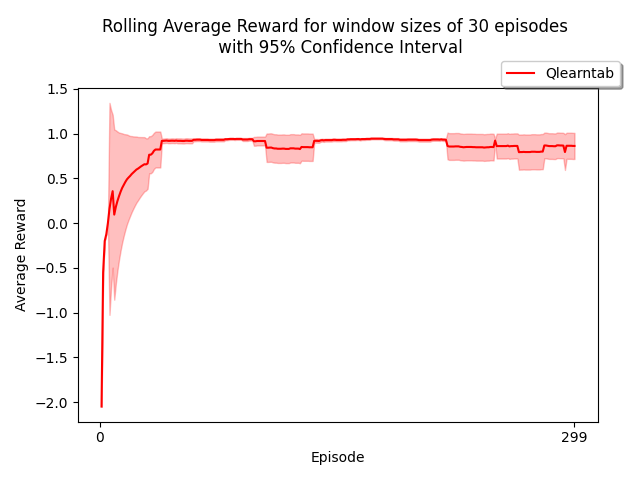 Rolling Average Reward for window sizes of 30 episodes
with 95% Confidence Interval
Qlearntab
1.5
1.0
0.5
0.0
−0.5
−1.0
−1.5
−2.0
Average Reward
0
299
Episode